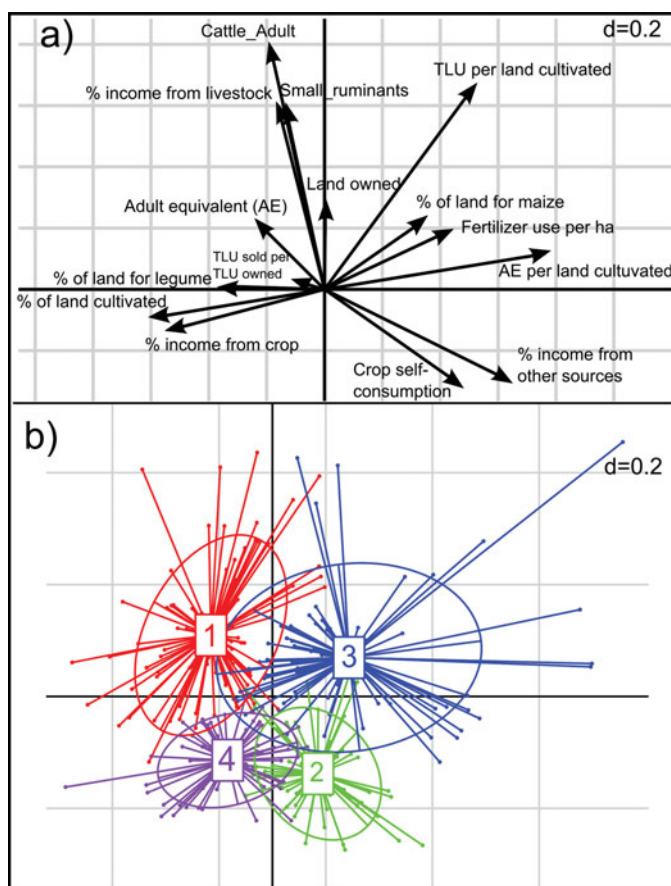 a)
d=0.2
Cattle_Adult
TLU per land cultivated
% income from livestock
Small_ruminants
Land owned
Adult equivalent (AE)
% of land for maize
Fertilizer use per ha
TLU sold per
TLU owned
AE per land cultuvated
% of land for legume
% of land cultivated
% income from crop
Crop self-
consumption
% income from
other sources
b)
d=0.2
1
3
4
2